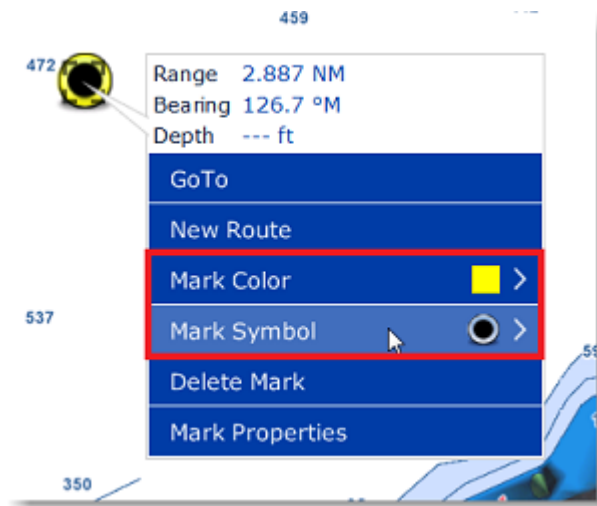 459
472
Range 2.887 NM
Bearing 126.7 °M
Depth --- ft
GoTo
New Route
Mark Color
537
Mark Symbol
Delete Mark
Mark Properties
350